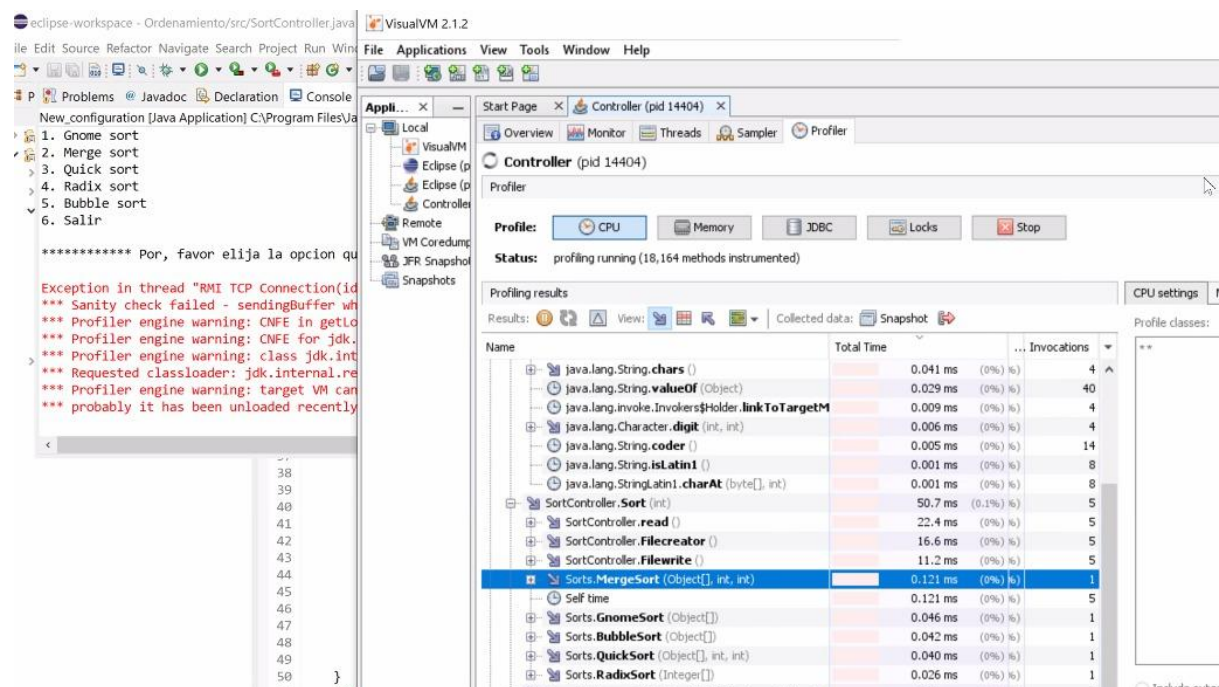 eclipse-workspace - Ordenamiento/src/SortController.java
ile Edit Source Refactor Navigate Search Project Run Win
P Problems @ Javadoc Declaration Console
New_configuration [Java Application] C:\Program Files\Ja
1. Gnome sort
2. Merge sort
3. Quick sort
4. Radix sort
5. Bubble sort
6. Salir
************ Por, favor elija la opcion qu
Exception in thread "RMI TCP Connection(id
*** Sanity check failed - sendingBuffer wh
*** Profiler engine warning: CNFE in getLo
*** Profiler engine warning: CNFE for jdk.
*** Profiler engine warning: class jdk.int
*** Requested classloader: jdk.internal.re
*** Profiler engine warning: target VM can
*** probably it has been unloaded recently
38
39
40
41
42
43
44
45
46
47
48
49
50 }
VisualVM 2.1.2
File Applications View Tools Window Help
Appli...
Local
VisualVM
Eclipse (p
Eclipse (p
Controller
Remote
VM Coredump
JFR Snapshot
Snapshots
Start Page Controller (pid 14404)
Overview Monitor Threads Sampler Profiler
Controller (pid 14404)
Profiler
Profile: CPU Memory JDBC Locks Stop
Status: profiling running (18,164 methods instrumented)
Profiling results
Results: View: Collected data: Snapshot
Name Total Time ... Invocations
java.lang.String.chars () 0.041 ms (0%) 4
java.lang.String.valueOf (Object) 0.029 ms (0%) 40
java.lang.invoke.Invokers$Holder.linkToTargetM 0.009 ms (0%) 4
java.lang.Character.digit (int, int) 0.006 ms (0%) 4
java.lang.String.coder () 0.005 ms (0%) 14
java.lang.String.isLatin1 () 0.001 ms (0%) 8
java.lang.StringLatin1.charAt (byte[], int) 0.001 ms (0%) 8
SortController.Sort (int) 50.7 ms (0.1%) 5
SortController.read () 22.4 ms (0%) 5
SortController.Filecreator () 16.6 ms (0%) 5
SortController.Filewrite () 11.2 ms (0%) 5
Sorts.MergeSort (Object[], int, int) 0.121 ms (0%) 1
Self time 0.121 ms (0%) 5
Sorts.GnomeSort (Object[]) 0.046 ms (0%) 1
Sorts.BubbleSort (Object[]) 0.042 ms (0%) 1
Sorts.QuickSort (Object[], int, int) 0.040 ms (0%) 1
Sorts.RadixSort (Integer[]) 0.026 ms (0%) 1
CPU settings
Profile classes:
**